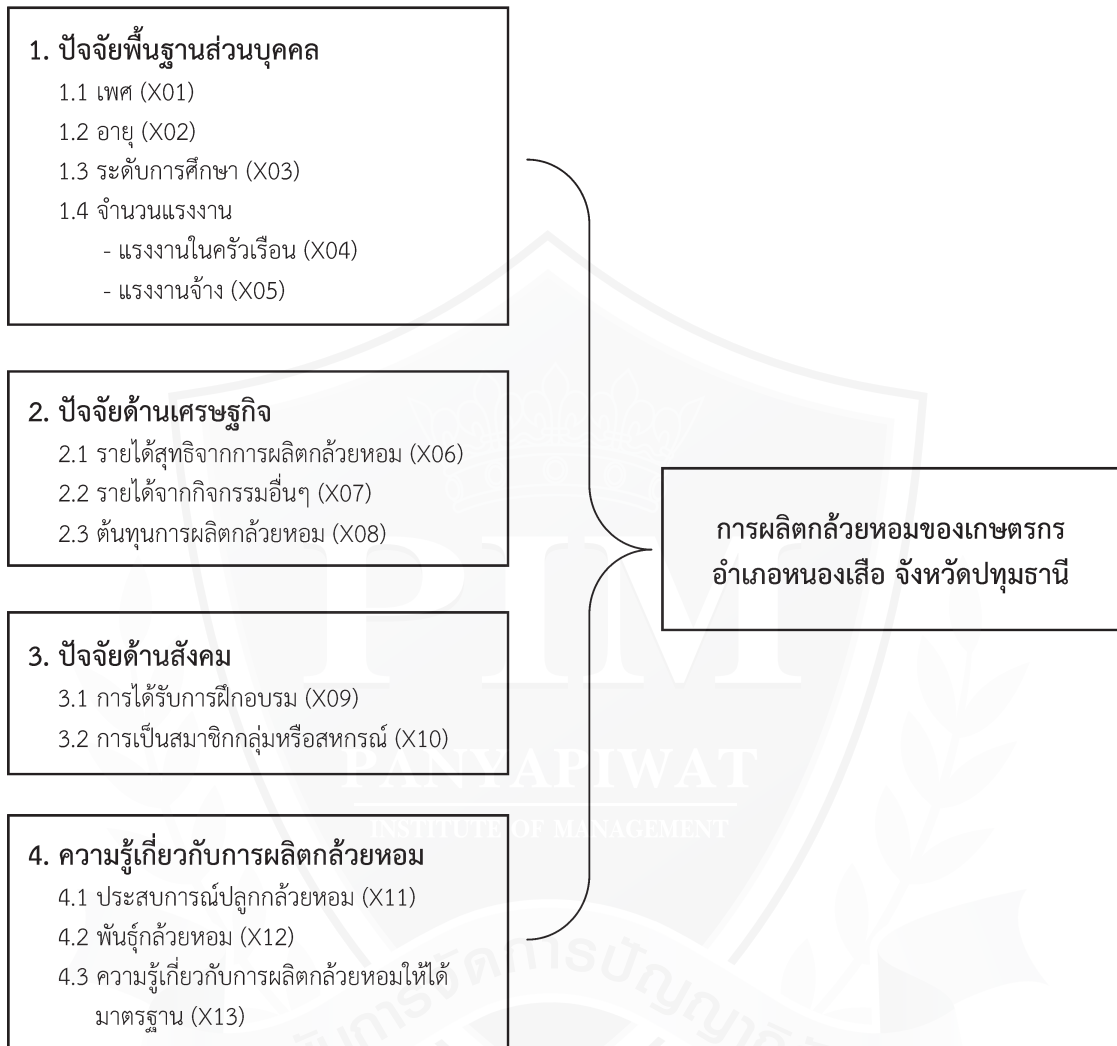 1. ปัจจัยพื้นฐานส่วนบุคคล
1.1 เพศ (X01)
1.2 อายุ (X02)
1.3 ระดับการศึกษา (X03)
1.4 จำนวนแรงงาน
- แรงงานในครัวเรือน (X04)
- แรงงานจ้าง (X05)
2. ปัจจัยด้านเศรษฐกิจ
2.1 รายได้สุทธิจากการผลิตกล้วยหอม (X06)
2.2 รายได้จากกิจกรรมอื่นๆ (X07)
2.3 ต้นทุนการผลิตกล้วยหอม (X08)
3. ปัจจัยด้านสังคม
3.1 การได้รับการฝึกอบรม (X09)
3.2 การเป็นสมาชิกกลุ่มหรือสหกรณ์ (X10)
4. ความรู้เกี่ยวกับการผลิตกล้วยหอม
4.1 ประสบการณ์ปลูกกล้วยหอม (X11)
4.2 พันธุ์กล้วยหอม (X12)
4.3 ความรู้เกี่ยวกับการผลิตกล้วยหอมให้ได้
มาตรฐาน (X13)
การผลิตกล้วยหอมของเกษตรกร
อำเภอหนองเสือ จังหวัดปทุมธานี
PIM
PANYAPIWAT
INSTITUTE OF MANAGEMENT